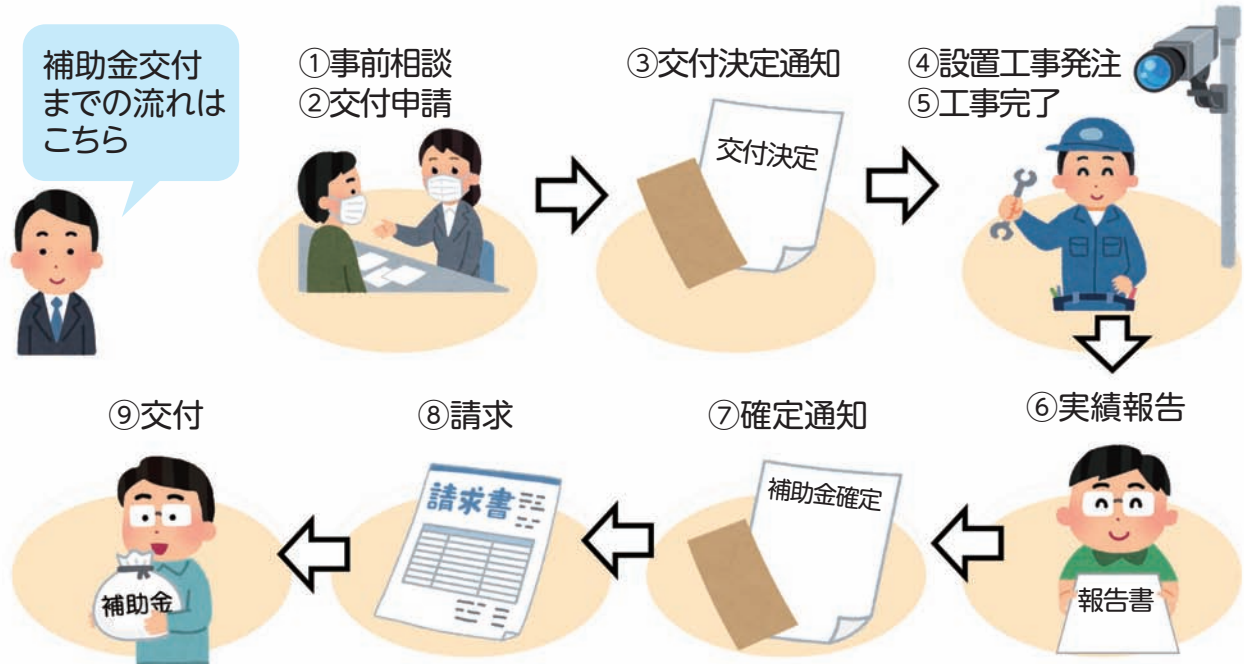 補助金交付
までの流れは
こちら
①事前相談
②交付申請
③交付決定通知
交付決定
④設置工事発注
⑤工事完了
⑥実績報告
報告書
⑦確定通知
補助金確定
⑧請求
請求書
⑨交付
補助金